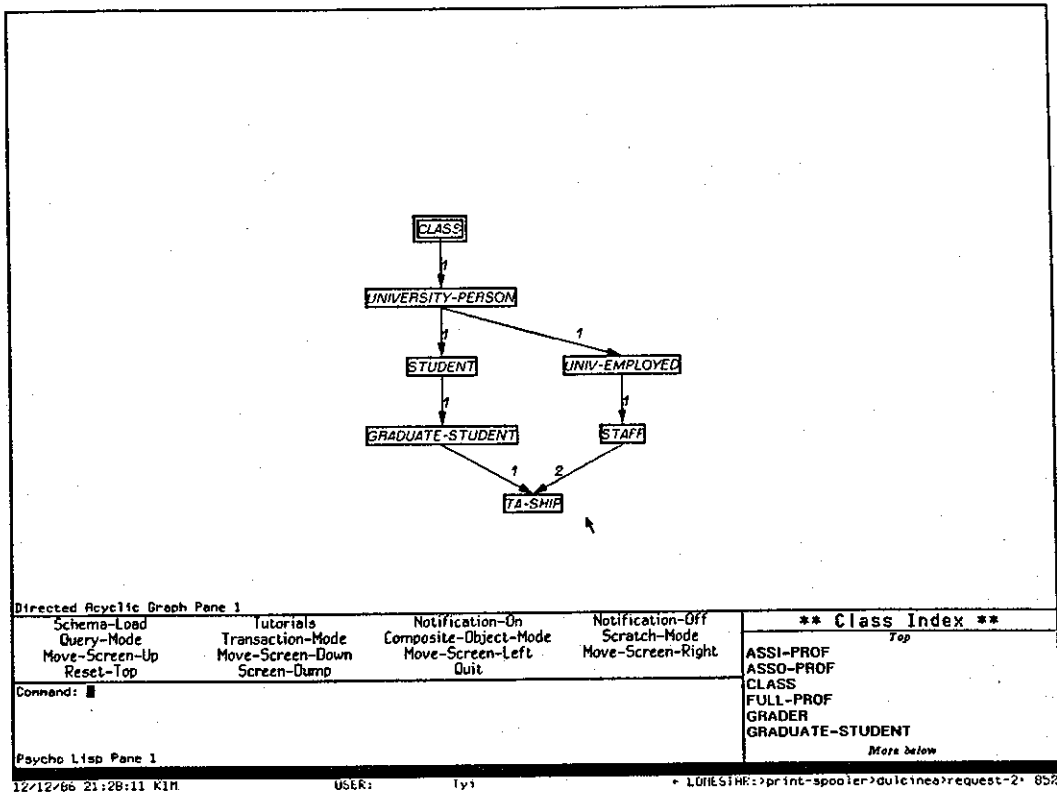 CLASS
1
UNIVERSITY-PERSON
1 1
STUDENT UNIV-EMPLOYED
1 1
GRADUATE-STUDENT STAFF
1 2
TA-SHIP
Directed Acyclic Graph Pane 1
Schema-Load Tutorials Notification-On Notification-Off
Query-Mode Transaction-Mode Composite-Object-Mode Scratch-Mode
Move-Screen-Up Move-Screen-Down Move-Screen-Left Move-Screen-Right
Reset-Top Screen-Dump Quit
Command:
Psycho Lisp Pane 1
** Class Index **
Top
ASSI-PROF
ASSO-PROF
CLASS
FULL-PROF
GRADER
GRADUATE-STUDENT
More below
12/12/86 21:28:11 KIM USER: Tyi + LONESTAR:>print-spooler>dulcinea>request-2+ 85%